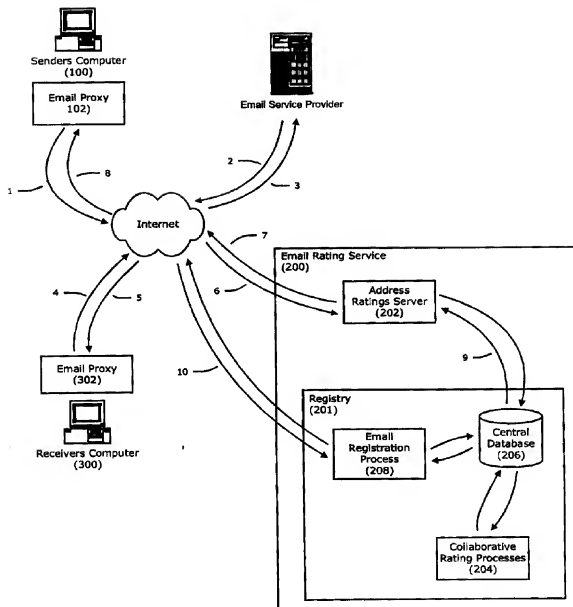 Senders Computer
(100)
Email Proxy
102)
Email Service Provider
1
8
2
3
Internet
7
6
4
5
10
9
Email Proxy
(302)
Receivers Computer
(300)
Email Rating Service
(200)
Address
Ratings Server
(202)
Registry
(201)
Email
Registration
Process
(208)
Central
Database
(206)
Collaborative
Rating Processes
(204)